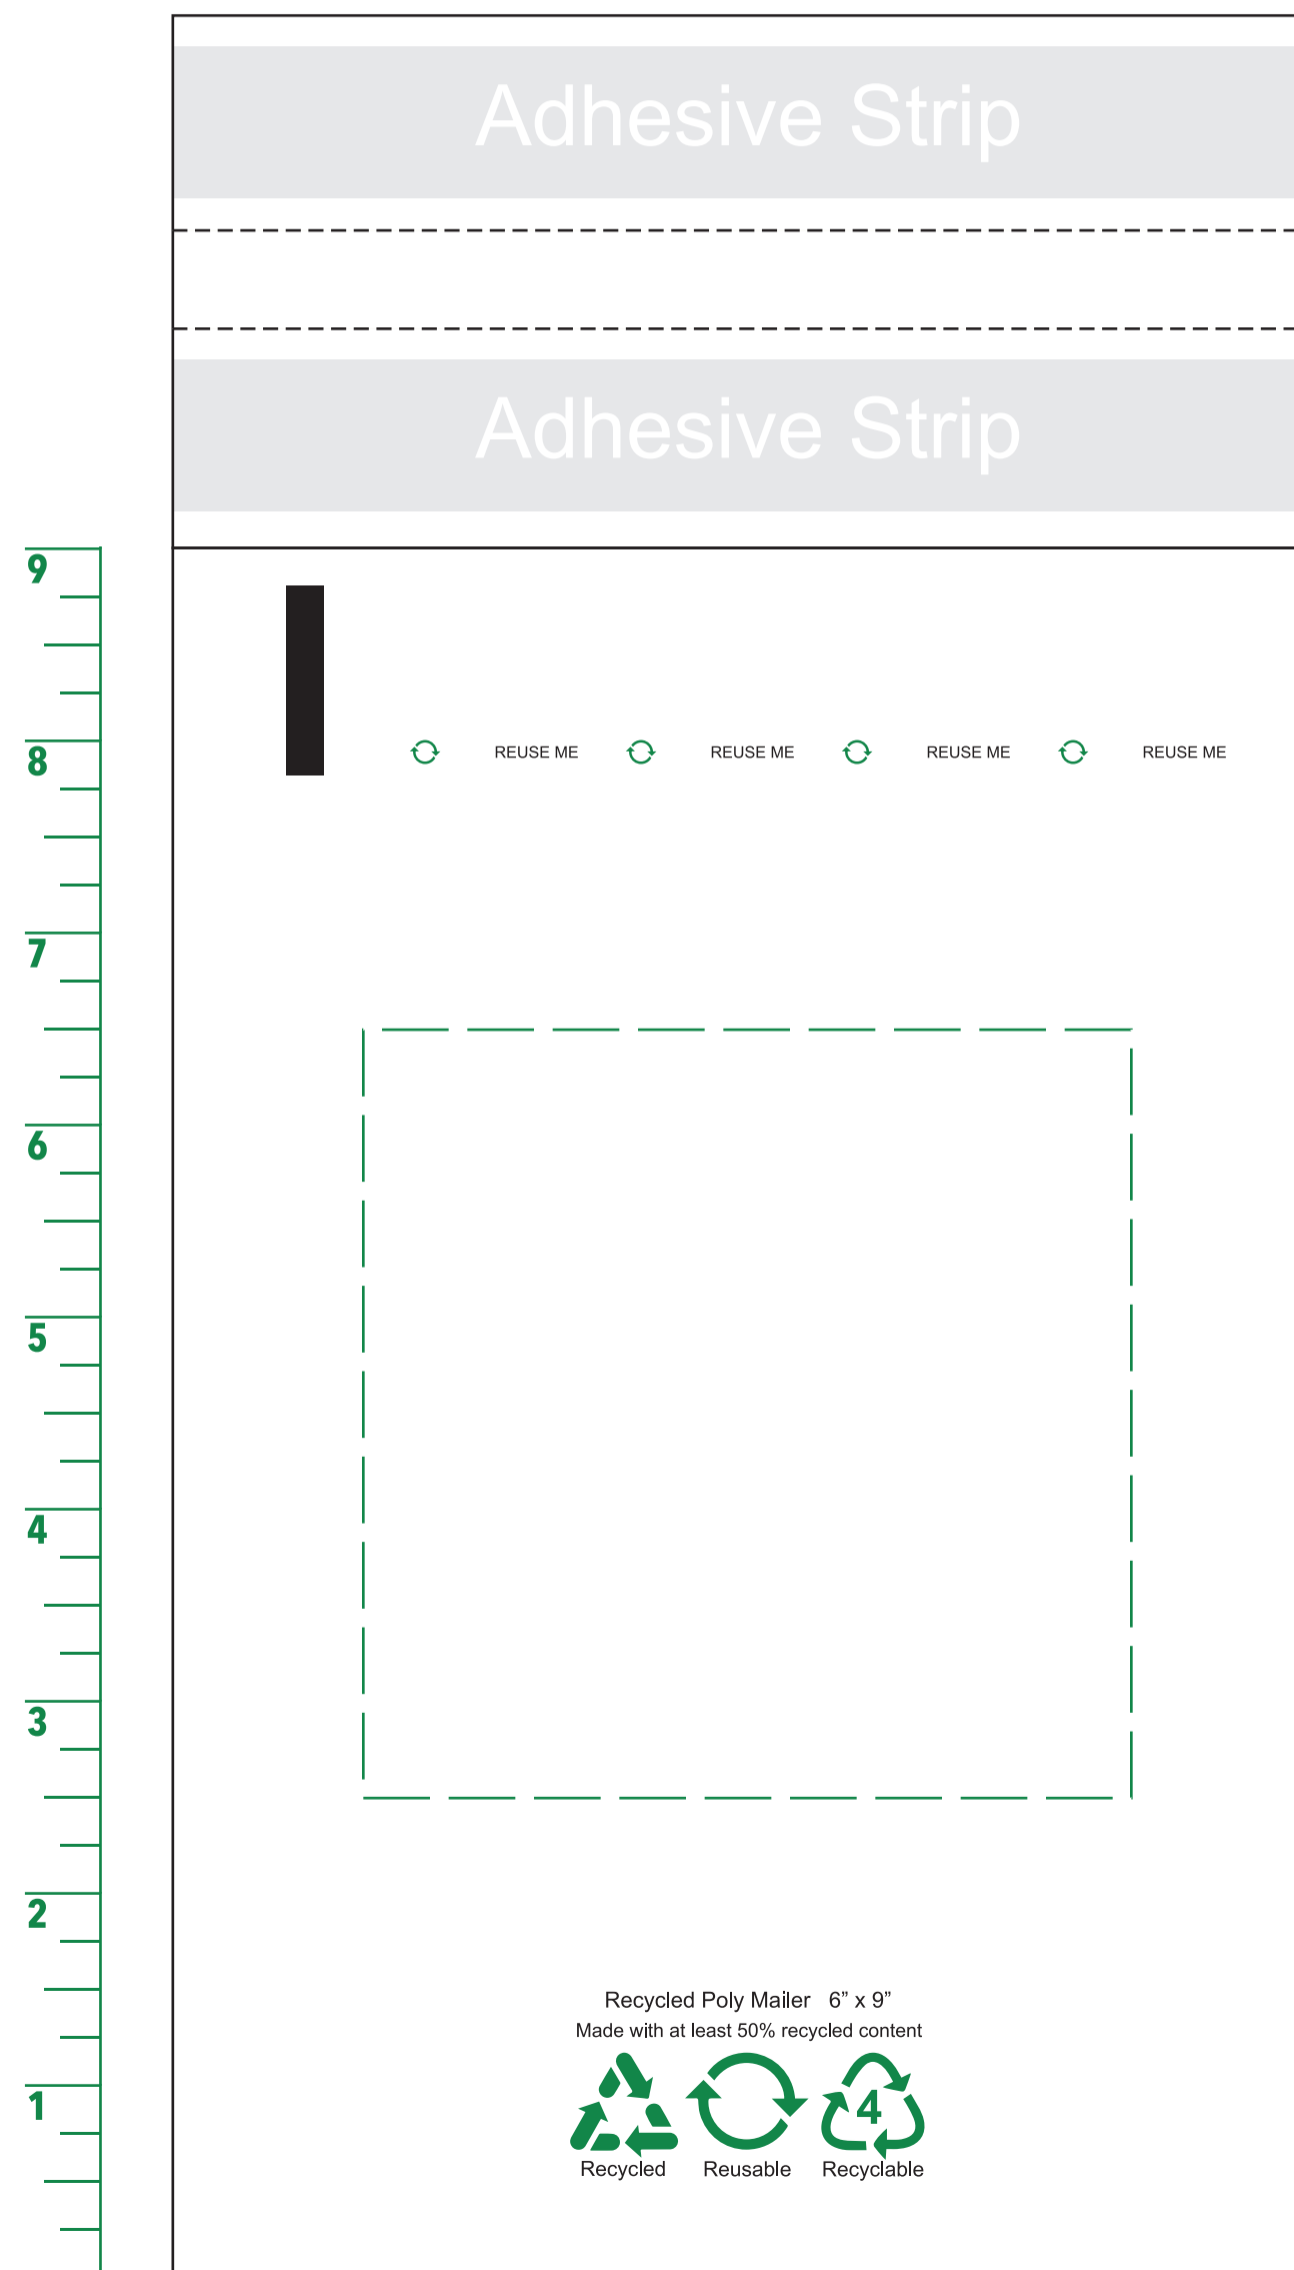 Adhesive Strip
Adhesive Strip
9
8
REUSE ME REUSE ME REUSE ME REUSE ME
7
6
5
4
3
2
Recycled Poly Mailer 6” x 9”
Made with at least 50% recycled content
1
4
Recycled Reusable Recyclable